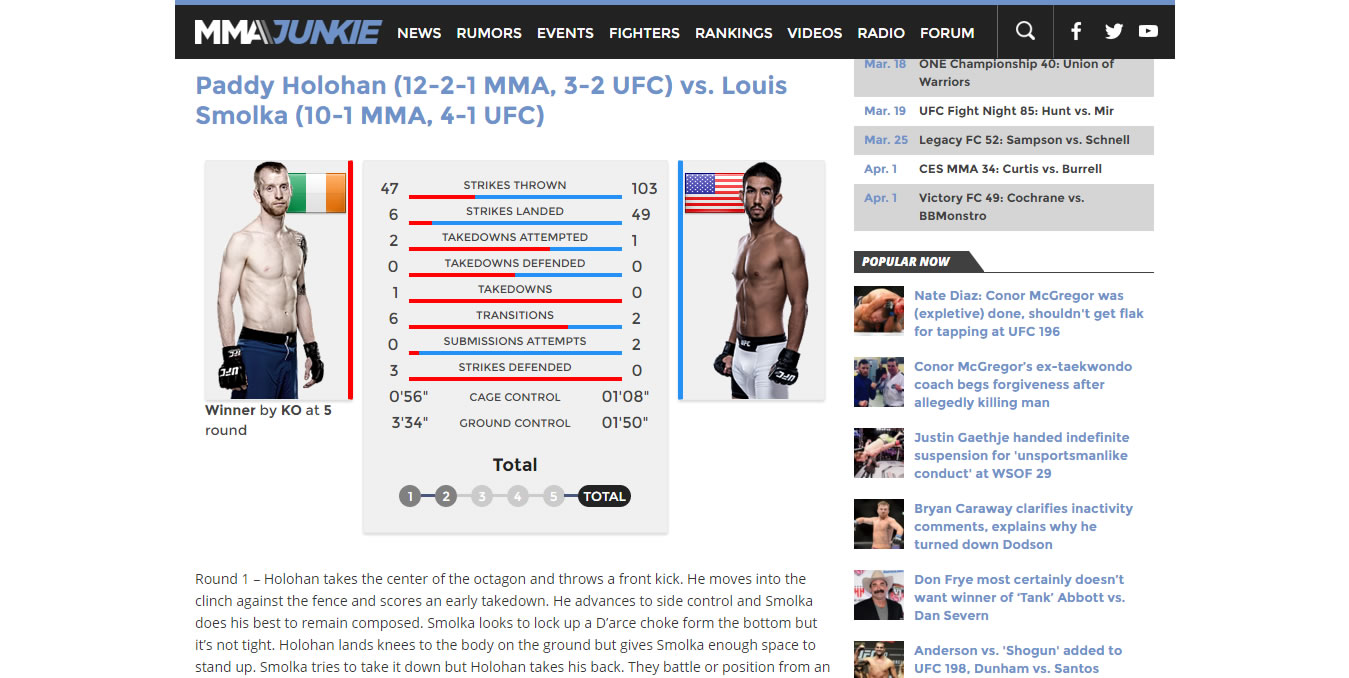 MMAJUNKIE NEWS RUMORS EVENTS FIGHTERS RANKINGS VIDEOS RADIO FORUM
Paddy Holohan (12-2-1 MMA, 3-2 UFC) vs. Louis
Smolka (10-1 MMA, 4-1 UFC)
47 STRIKES THROWN 103
6 STRIKES LANDED 49
2 TAKEDOWNS ATTEMPTED 1
0 TAKEDOWNS DEFENDED 0
1 TAKEDOWNS 0
6 TRANSITIONS 2
0 SUBMISSIONS ATTEMPTS 2
3 STRIKES DEFENDED 0
0'56" CAGE CONTROL 01'08"
3'34" GROUND CONTROL 01'50"
Winner by KO at 5
round
Total
1 2 3 4 5 TOTAL
Round 1 – Holohan takes the center of the octagon and throws a front kick. He moves into the
clinch against the fence and scores an early takedown. He advances to side control and Smolka
does his best to remain composed. Smolka looks to lock up a D’arce choke form the bottom but
it’s not tight. Holohan lands knees to the body on the ground but gives Smolka enough space to
stand up. Smolka tries to take it down but Holohan takes his back. They battle or position from an
Mar. 18 ONE Championship 40: Union of
Warriors
Mar. 19 UFC Fight Night 85: Hunt vs. Mir
Mar. 25 Legacy FC 52: Sampson vs. Schnell
Apr. 1 CES MMA 34: Curtis vs. Burrell
Apr. 1 Victory FC 49: Cochrane vs.
BBMonstro
POPULAR NOW
Nate Diaz: Conor McGregor was
(expletive) done, shouldn't get flak
for tapping at UFC 196
Conor McGregor’s ex-taekwondo
coach begs forgiveness after
allegedly killing man
Justin Gaethje handed indefinite
suspension for 'unsportsmanlike
conduct' at WSOF 29
Bryan Caraway clarifies inactivity
comments, explains why he
turned down Dodson
Don Frye most certainly doesn’t
want winner of ‘Tank’ Abbott vs.
Dan Severn
Anderson vs. 'Shogun' added to
UFC 198, Dunham vs. Santos